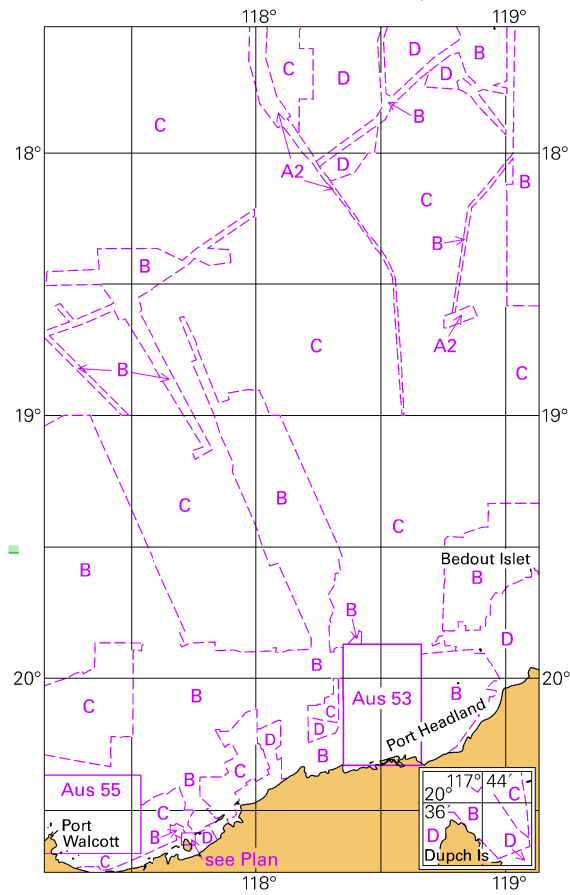 118° 119°
C D D B
C
D
B
C
18° 18°
A2 D
B
C
B
B
A2
C
B
C
19° 19°
C B
C
Bedout Islet
B
B
B
D
B
20° 20°
C B
C
D
D
B
Aus 53
B
Port Headland
B
C
Aus 55
C
B
D
C
Port
Walcott
see Plan
117° 44´
20°
36´
C
B
D
D
Dupch Is
118° 119°